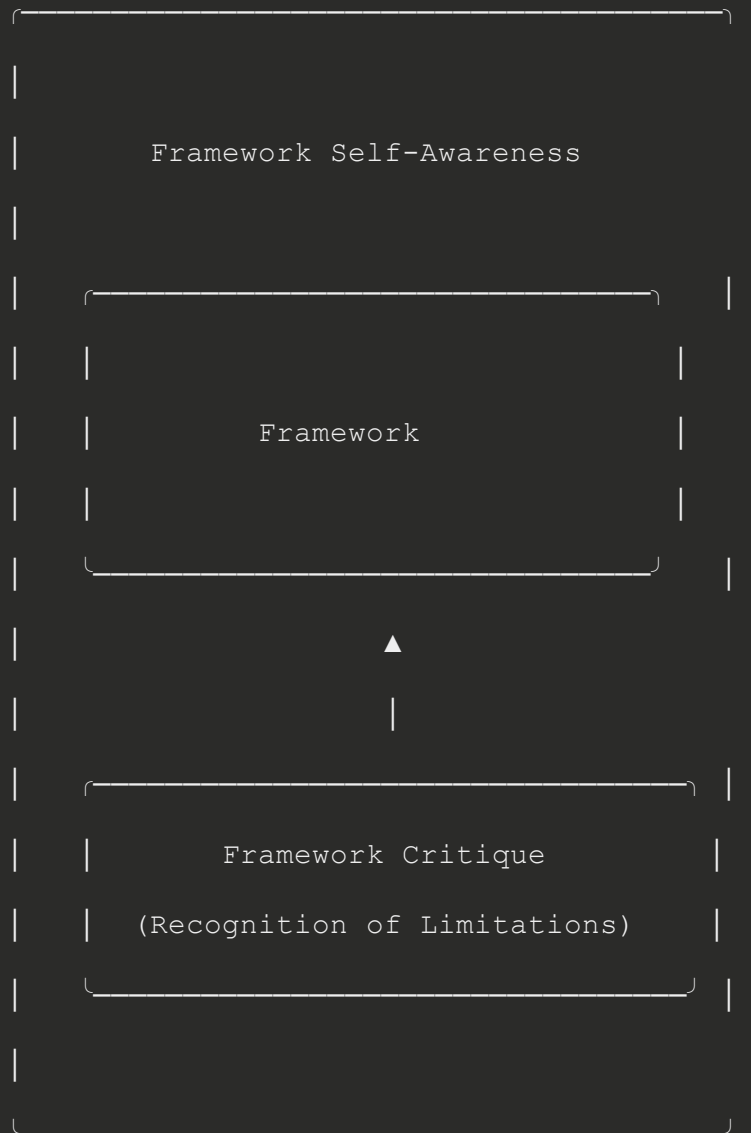 Framework Self-Awareness
Framework
Framework Critique
(Recognition of Limitations)